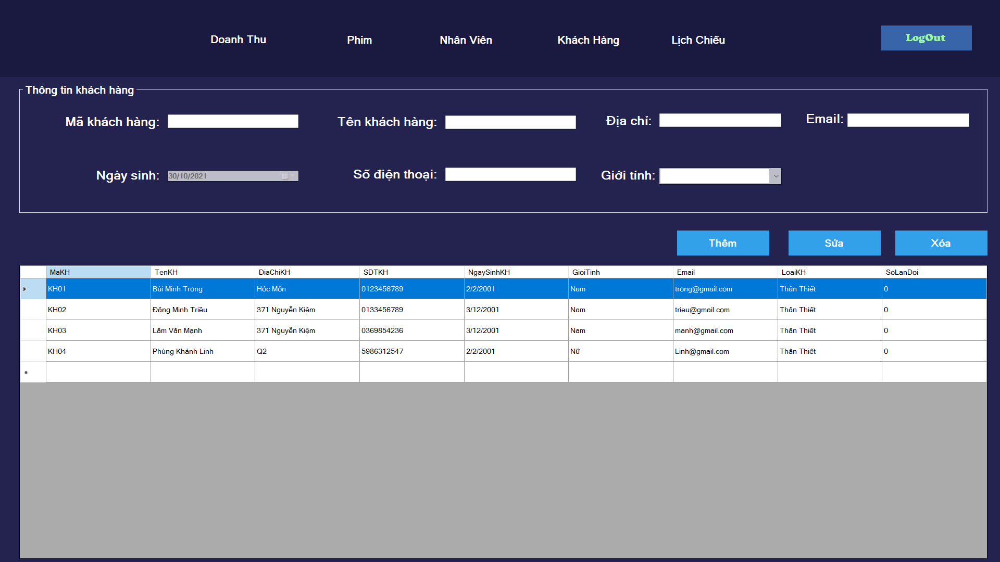 Doanh Thu Phim Nhân Viên Khách Hàng Lịch Chiếu LogOut
Thông tin khách hàng
Mã khách hàng: Tên khách hàng: Địa chỉ: Email:
Ngày sinh: 30/10/2021 Số điện thoại: Giới tính:
Thêm Sửa Xóa
MaKH TenKH DiaChiKH SDTKH NgaySinhKH GioiTinh Email LoaiKH SoLanDoi
KH01 Bùi Minh Trong Hóc Môn 0123456789 2/2/2001 Nam trong@gmail.com Thân Thiết 0
KH02 Đặng Minh Triều 371 Nguyễn Kiệm 0133456789 3/12/2001 Nam trieu@gmail.com Thân Thiết 0
KH03 Lâm Văn Mạnh 371 Nguyễn Kiệm 0369854236 3/12/2001 Nam manh@gmail.com Thân Thiết 0
KH04 Phùng Khánh Linh Q2 5986312547 2/2/2001 Nữ Linh@gmail.com Thân Thiết 0